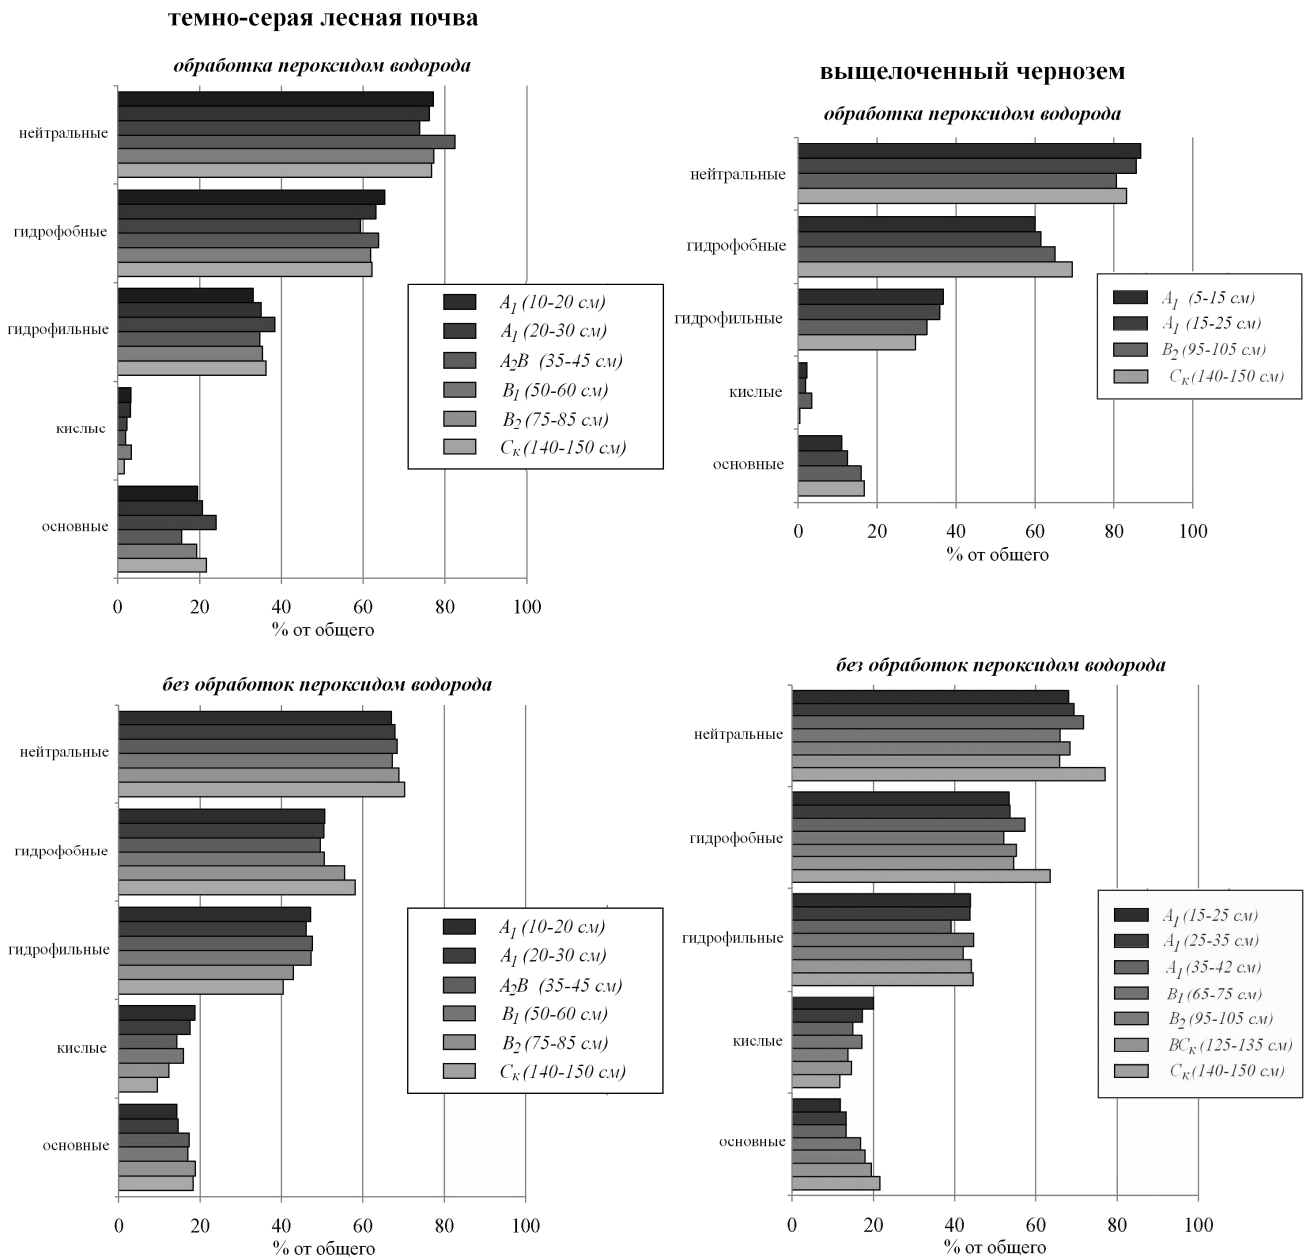 темно-серая лесная почва
обработка пероксидом водорода
нейтральные
гидрофобные
гидрофильные
кислые
основные
0 20 40 60 80 100
% от общего
A1 (10-20 см)
A1 (20-30 см)
A2B (35-45 см)
B1 (50-60 см)
B2 (75-85 см)
Cк (140-150 см)
выщелоченный чернозем
обработка пероксидом водорода
нейтральные
гидрофобные
гидрофильные
кислые
основные
0 20 40 60 80 100
% от общего
A1 (5-15 см)
A1 (15-25 см)
B2 (95-105 см)
Cк (140-150 см)
без обработок пероксидом водорода
нейтральные
гидрофобные
гидрофильные
кислые
основные
0 20 40 60 80 100
% от общего
A1 (10-20 см)
A1 (20-30 см)
A2B (35-45 см)
B1 (50-60 см)
B2 (75-85 см)
Cк (140-150 см)
без обработок пероксидом водорода
нейтральные
гидрофобные
гидрофильные
кислые
основные
0 20 40 60 80 100
% от общего
A1 (15-25 см)
A1 (25-35 см)
A1 (35-42 см)
B1 (65-75 см)
B2 (95-105 см)
BCк (125-135 см)
Cк (140-150 см)